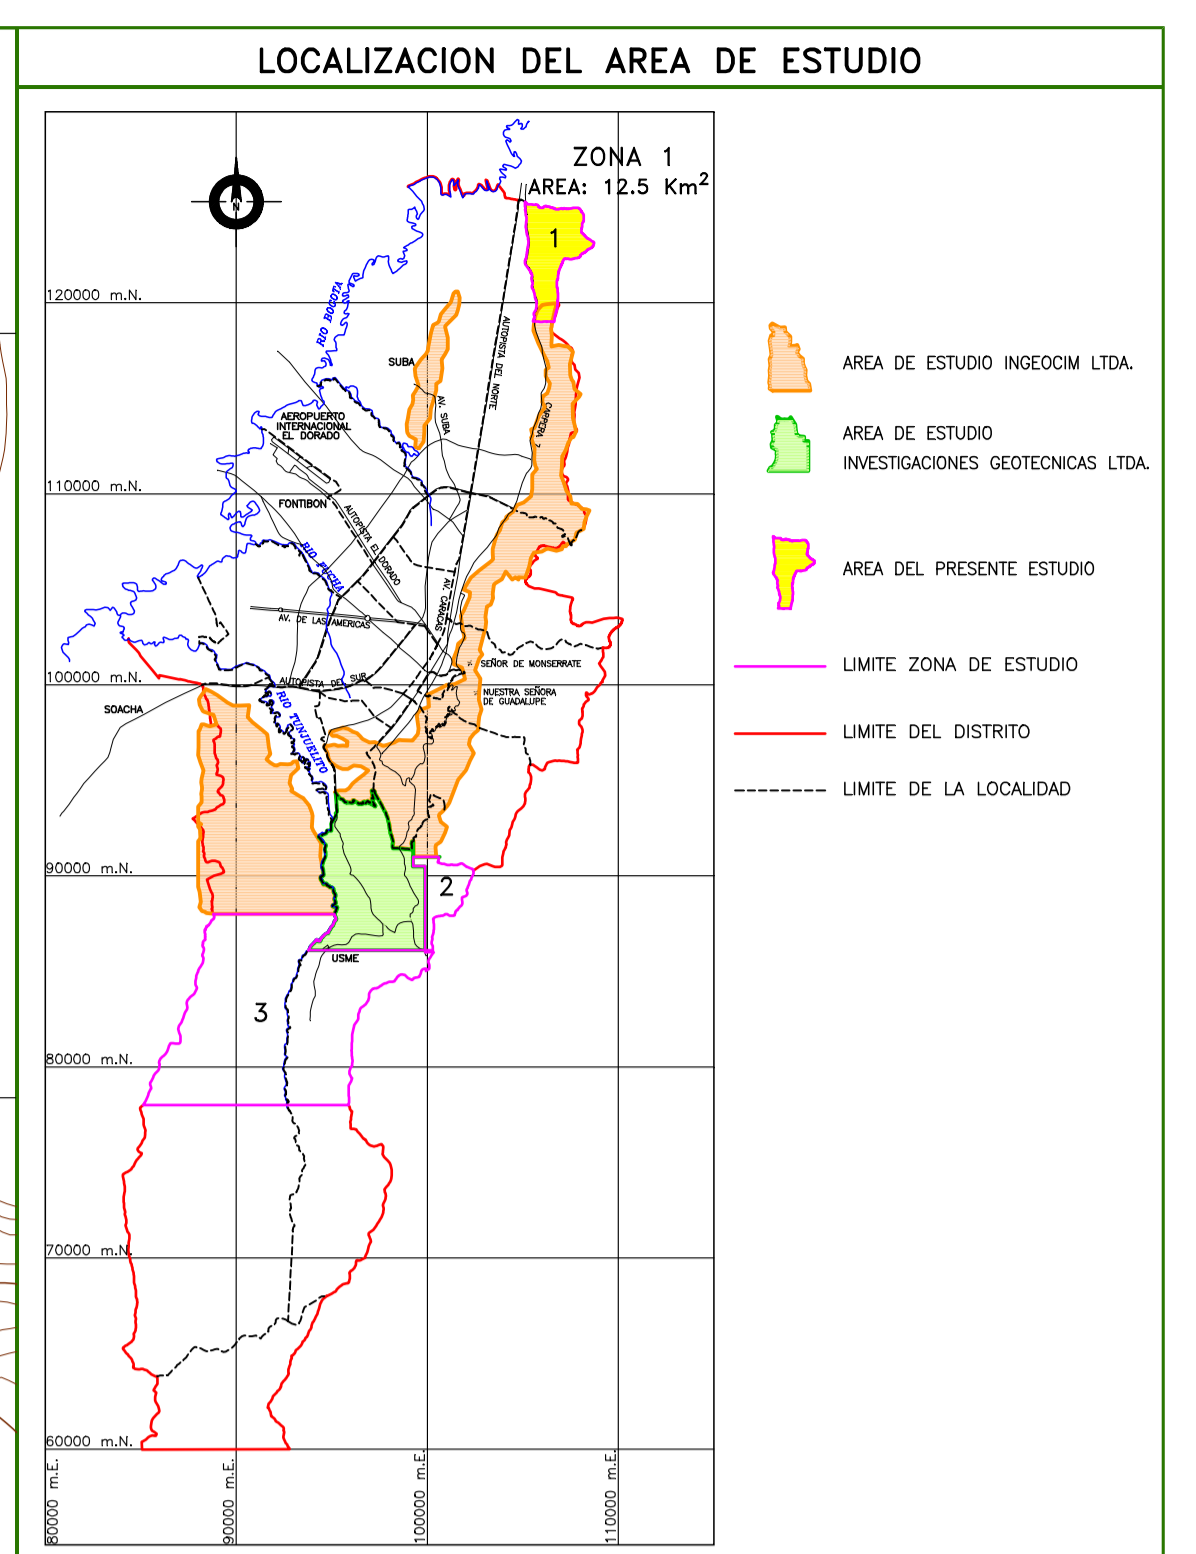 LOCALIZACION DEL AREA DE ESTUDIO
ZONA 1
AREA: 12.5 Km²
N
1
120000 m.N.
RIO BOGOTA
AUTOPISTA DEL NORTE
SUBA
AV. SUBA
CARRERA 7
AEROPUERTO
INTERNACIONAL
EL DORADO
110000 m.N.
FONTIBON
AUTOPISTA EL DORADO
RIO FUCHA
AV. CARACAS
AV. DE LAS AMERICAS
SEÑOR DE MONSERRATE
100000 m.N.
AUTOPISTA DEL SUR
NUESTRA SEÑORA
DE GUADALUPE
SOACHA
RIO TUNJUELITO
90000 m.N.
2
USME
3
80000 m.N.
70000 m.N.
60000 m.N.
80000 m.E.
90000 m.E.
100000 m.E.
110000 m.E.
AREA DE ESTUDIO INGEOCIM LTDA.
AREA DE ESTUDIO
INVESTIGACIONES GEOTECNICAS LTDA.
AREA DEL PRESENTE ESTUDIO
LIMITE ZONA DE ESTUDIO
LIMITE DEL DISTRITO
LIMITE DE LA LOCALIDAD